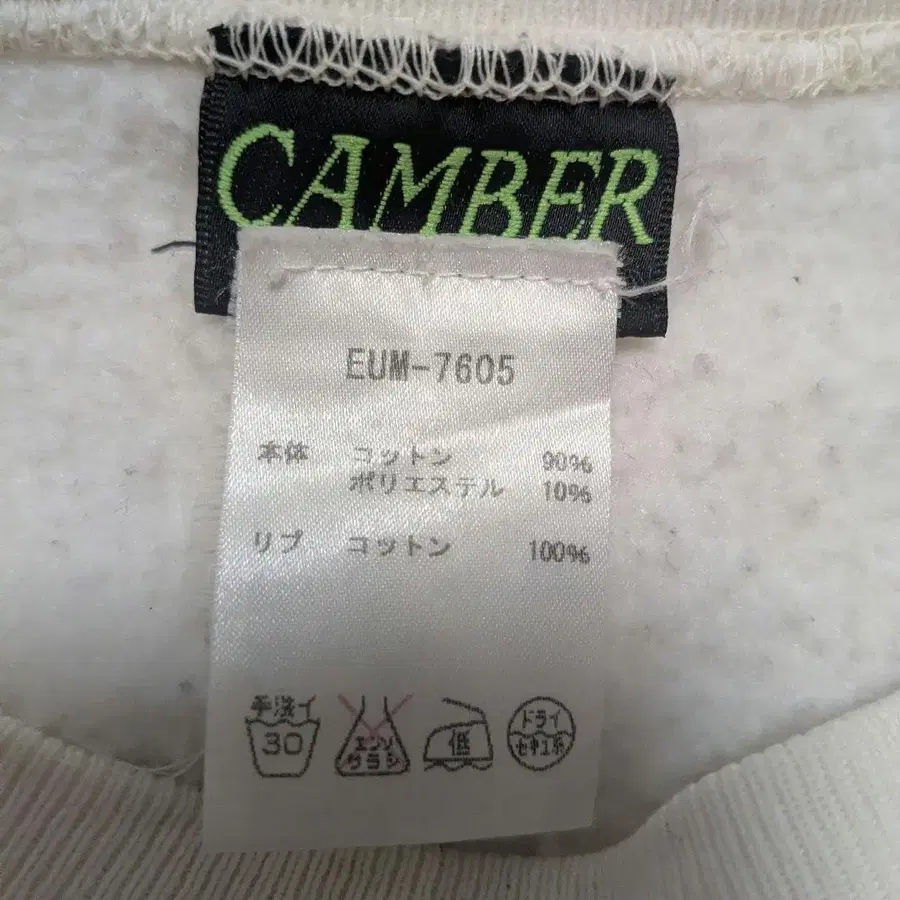 CAMBER
EUM-7605
本体 コットン 90%
ポリエステル 10%
リブ コットン 100%
手洗イ
30
エンソ
サラシ
低
ドライ
セキユ系